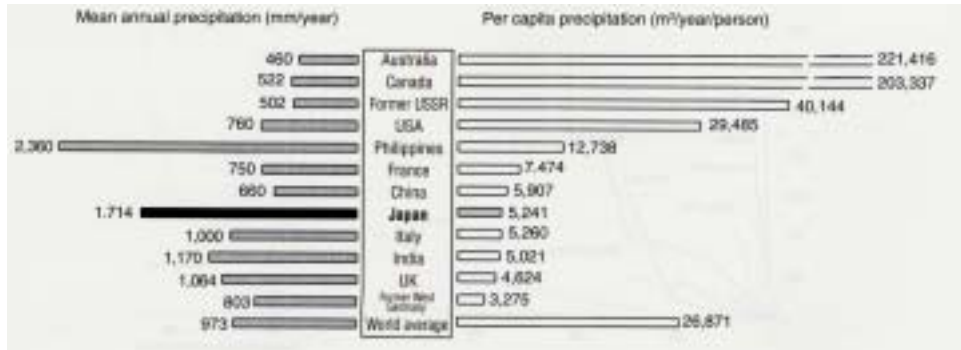 Mean annual precipitation (mm/year) Per capita precipitation (m³/year/person)
460 Australia 221,416
522 Canada 203,337
502 Former USSR 40,144
760 USA 29,485
2,360 Philippines 12,738
750 France 7.474
660 China 5,907
1.714 Japan 5,241
1,000 Italy 5,260
1,170 India 5,021
1,064 UK 4,624
803 Former West Germany 3,275
973 World average 26,871